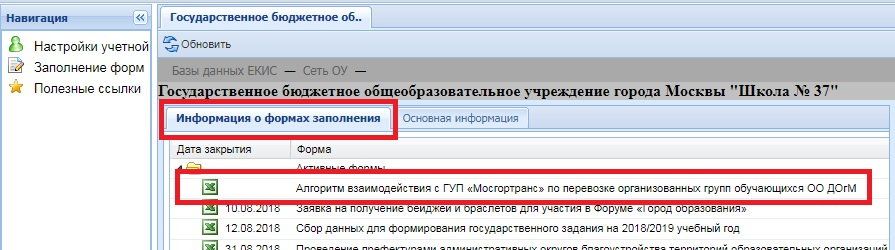 Навигация
Настройки учетной
Заполнение форм
Полезные ссылки
Государственное бюджетное об..
Обновить
Базы данных ЕКИС — Сеть ОУ —
Государственное бюджетное общеобразовательное учреждение города Москвы "Школа № 37"
Информация о формах заполнения Основная информация
Дата закрытия Форма
Активные формы
Алгоритм взаимодействия с ГУП «Мосгортранс» по перевозке организованных групп обучающихся ОО ДОгМ
10.08.2018 Заявка на получение бейджей и браслетов для участия в Форуме «Город образования»
12.08.2018 Сбор данных для формирования государственного задания на 2018/2019 учебный год
31.08.2018 Проведение префектурами административных округов благоустройства территорий образовательных организаций